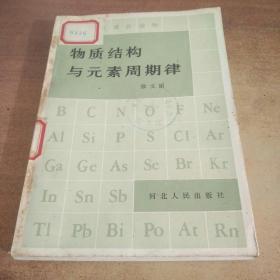 物质结构
与元素周期律
B C N O F Ne
Al Si P S Cl Ar
Ga Ge As Se Br Kr
In Sn Sb
河北人民出版社
Tl Pb Bi Po At Rn